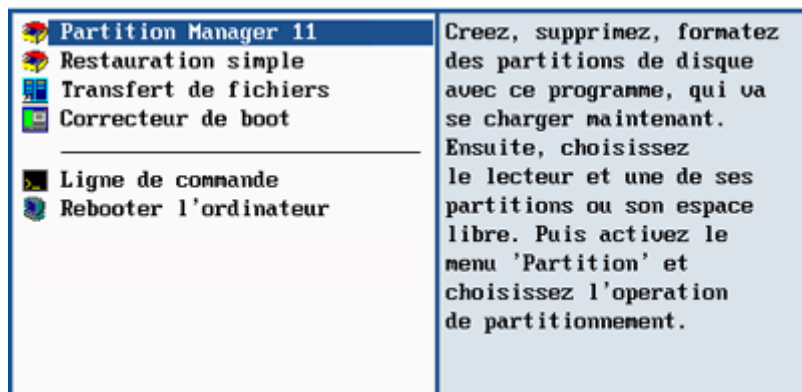 Partition Manager 11
Restauration simple
Transfert de fichiers
Correcteur de boot
Ligne de commande
Rebooter l'ordinateur
Creez, supprimez, formatez
des partitions de disque
avec ce programme, qui va
se charger maintenant.
Ensuite, choisissez
le lecteur et une de ses
partitions ou son espace
libre. Puis activez le
menu 'Partition' et
choisissez l'operation
de partitionnement.